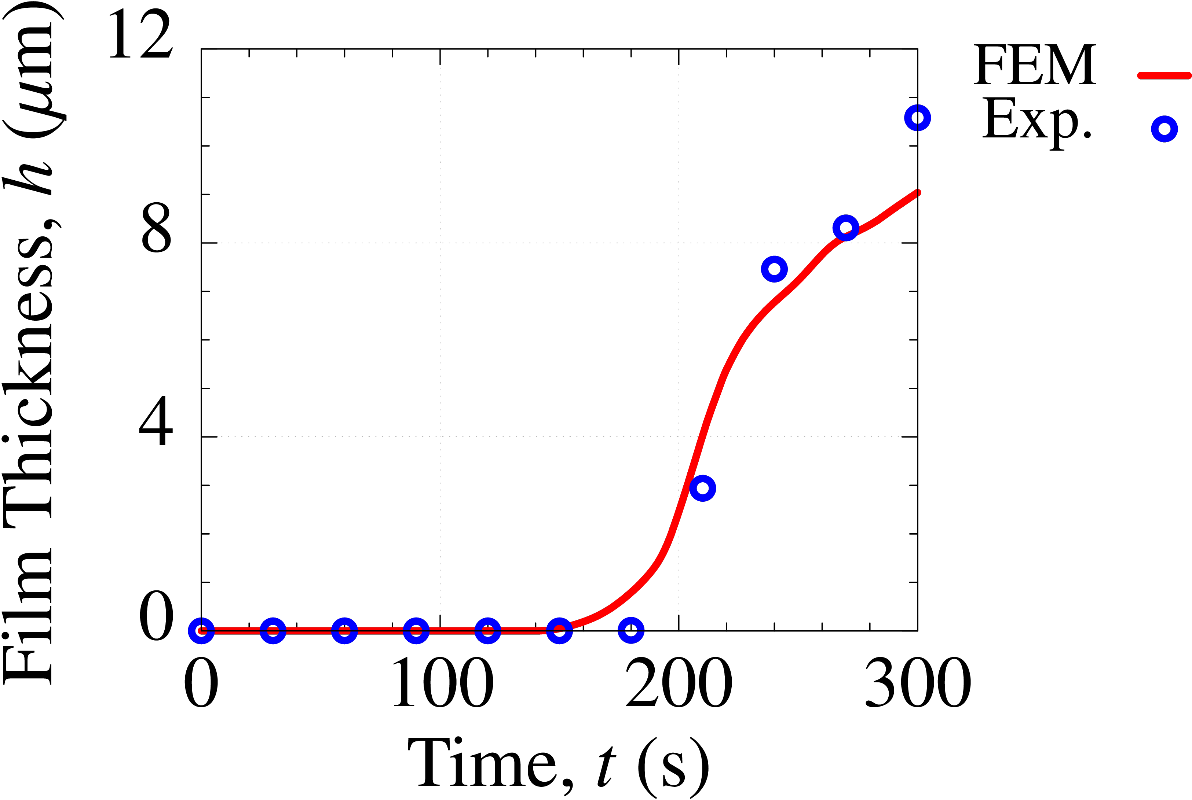 12
8
4
0
Film Thickness, h (μm)
0 100 200 300
Time, t (s)
FEM
Exp.